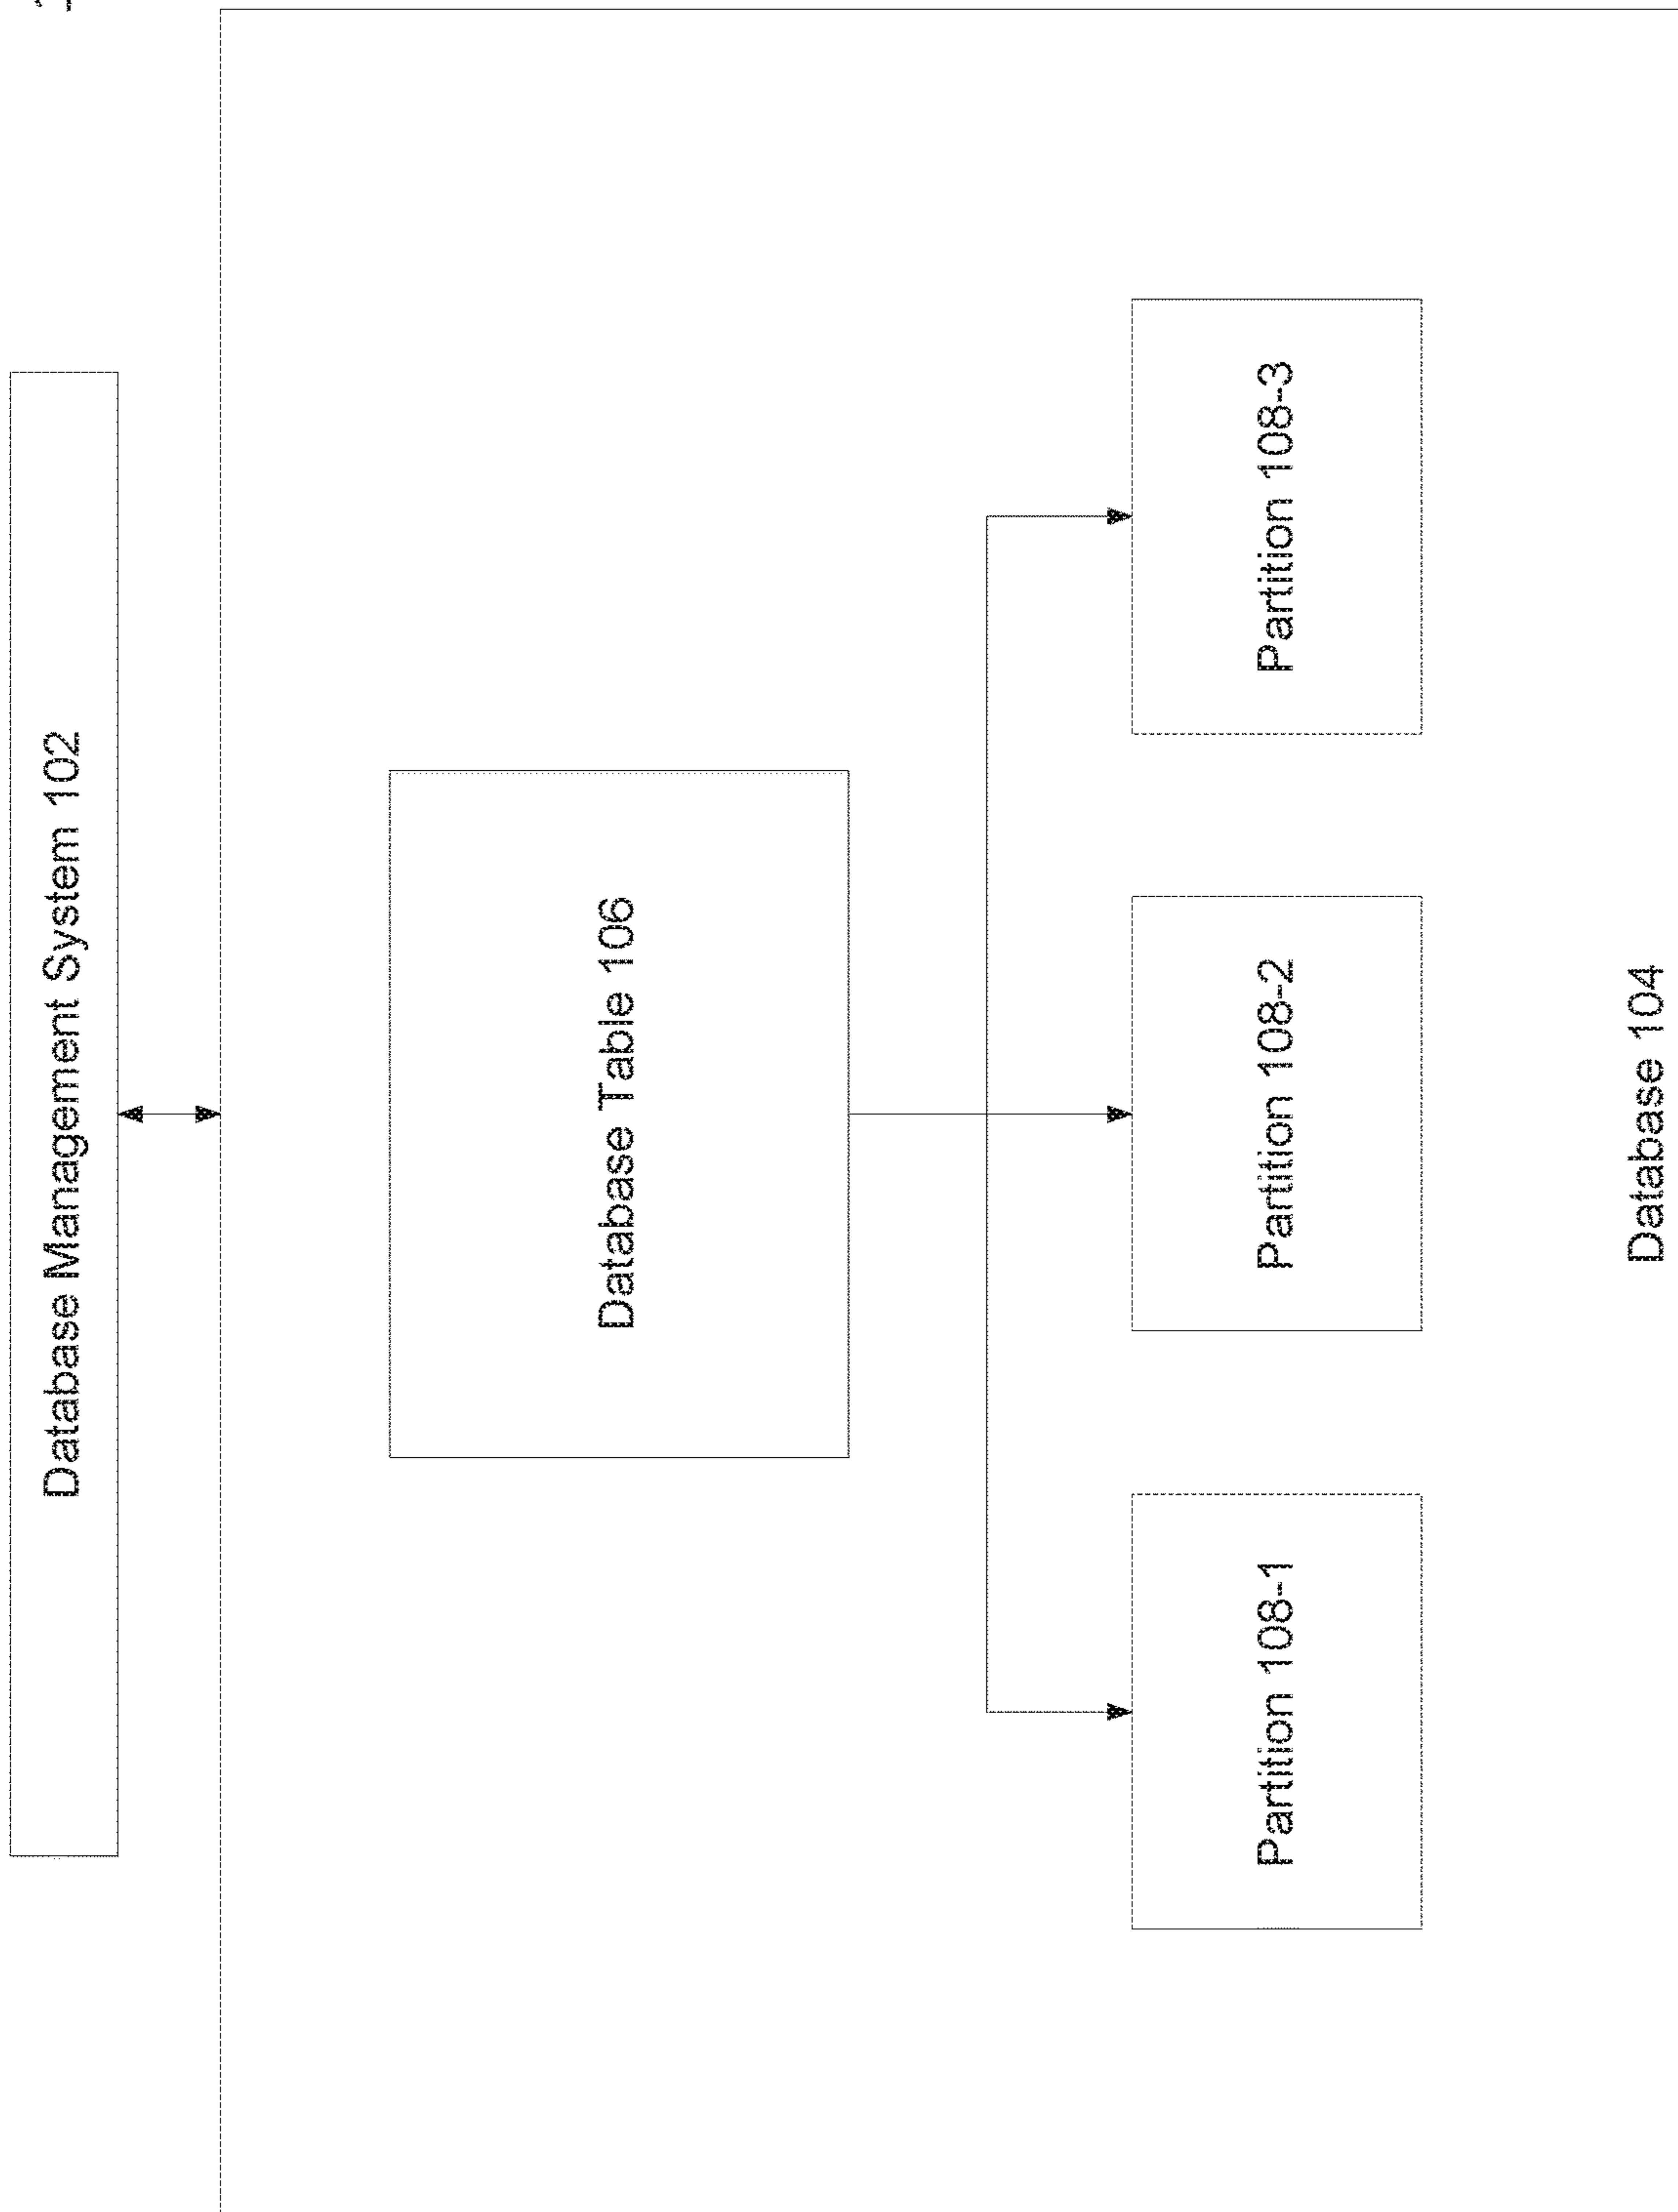 Database Management System 102
Database Table 106
Partition 108-1
Partition 108-2
Partition 108-3
Database 104